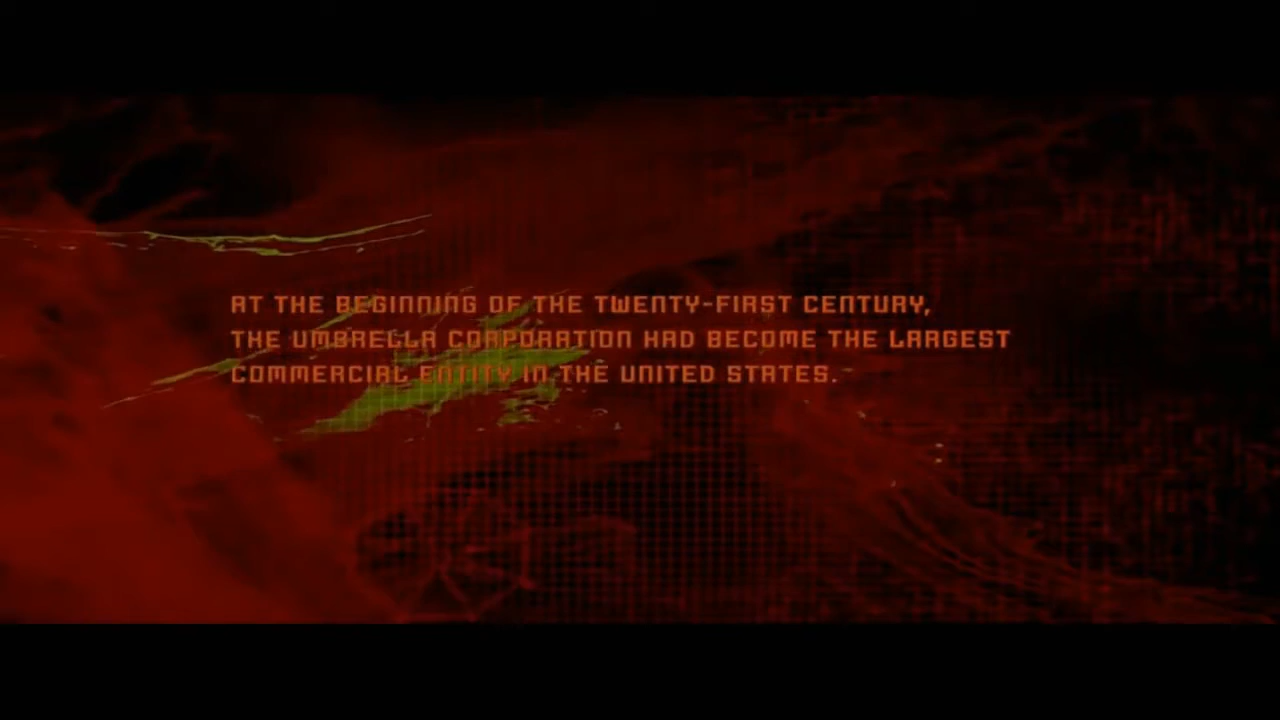 AT THE BEGINNING OF THE TWENTY-FIRST CENTURY,
THE UMBRELLA CORPORATION HAD BECOME THE LARGEST
COMMERCIAL ENTITY IN THE UNITED STATES.